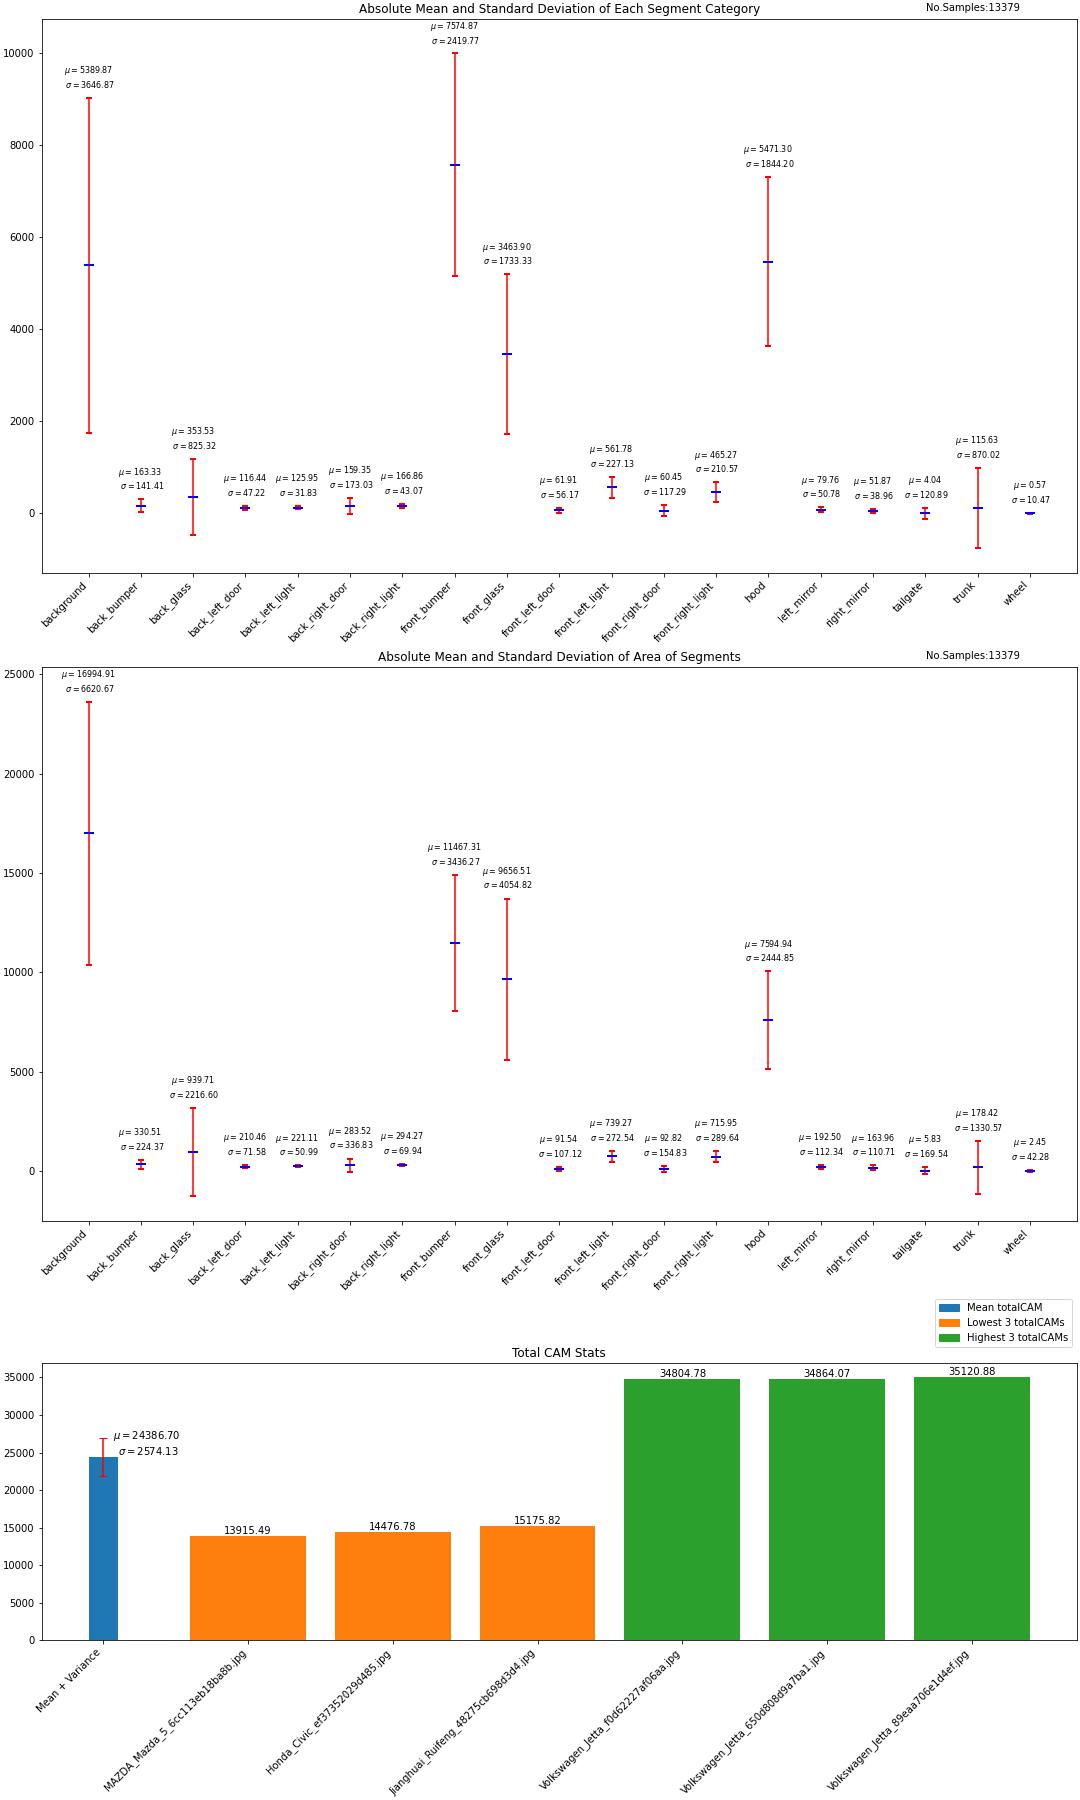 Absolute Mean and Standard Deviation of Each Segment Category
No.Samples:13379
10000
8000
6000
4000
2000
0
μ = 5389.87
σ = 3646.87
μ = 163.33
σ = 141.41
μ = 353.53
σ = 825.32
μ = 116.44
σ = 47.22
μ = 125.95
σ = 31.83
μ = 159.35
σ = 173.03
μ = 166.86
σ = 43.07
μ = 7574.87
σ = 2419.77
μ = 3463.90
σ = 1733.33
μ = 61.91
σ = 56.17
μ = 561.78
σ = 227.13
μ = 60.45
σ = 117.29
μ = 465.27
σ = 210.57
μ = 5471.30
σ = 1844.20
μ = 79.76
σ = 50.78
μ = 51.87
σ = 38.96
μ = 4.04
σ = 120.89
μ = 115.63
σ = 870.02
μ = 0.57
σ = 10.47
background
back_bumper
back_glass
back_left_door
back_left_light
back_right_door
back_right_light
front_bumper
front_glass
front_left_door
front_left_light
front_right_door
front_right_light
hood
left_mirror
right_mirror
tailgate
trunk
wheel
Absolute Mean and Standard Deviation of Area of Segments
No.Samples:13379
25000
20000
15000
10000
5000
0
μ = 16994.91
σ = 6620.67
μ = 330.51
σ = 224.37
μ = 939.71
σ = 2216.60
μ = 210.46
σ = 71.58
μ = 221.11
σ = 50.99
μ = 283.52
σ = 336.83
μ = 294.27
σ = 69.94
μ = 11467.31
σ = 3436.27
μ = 9656.51
σ = 4054.82
μ = 91.54
σ = 107.12
μ = 739.27
σ = 272.54
μ = 92.82
σ = 154.83
μ = 715.95
σ = 289.64
μ = 7594.94
σ = 2444.85
μ = 192.50
σ = 112.34
μ = 163.96
σ = 110.71
μ = 5.83
σ = 169.54
μ = 178.42
σ = 1330.57
μ = 2.45
σ = 42.28
background
back_bumper
back_glass
back_left_door
back_left_light
back_right_door
back_right_light
front_bumper
front_glass
front_left_door
front_left_light
front_right_door
front_right_light
hood
left_mirror
right_mirror
tailgate
trunk
wheel
Mean totalCAM
Lowest 3 totalCAMs
Highest 3 totalCAMs
Total CAM Stats
35000
30000
25000
20000
15000
10000
5000
0
μ = 24386.70
σ = 2574.13
13915.49
14476.78
15175.82
34804.78
34864.07
35120.88
Mean + Variance
MAZDA_Mazda_5_6cc113eb18ba8b.jpg
Honda_Civic_ef37352029d485.jpg
Jianghuai_Ruifeng_48275cb698d3d4.jpg
Volkswagen_Jetta_f0d62227af06aa.jpg
Volkswagen_Jetta_650d808d9a7ba1.jpg
Volkswagen_Jetta_89eaa706e1d4ef.jpg